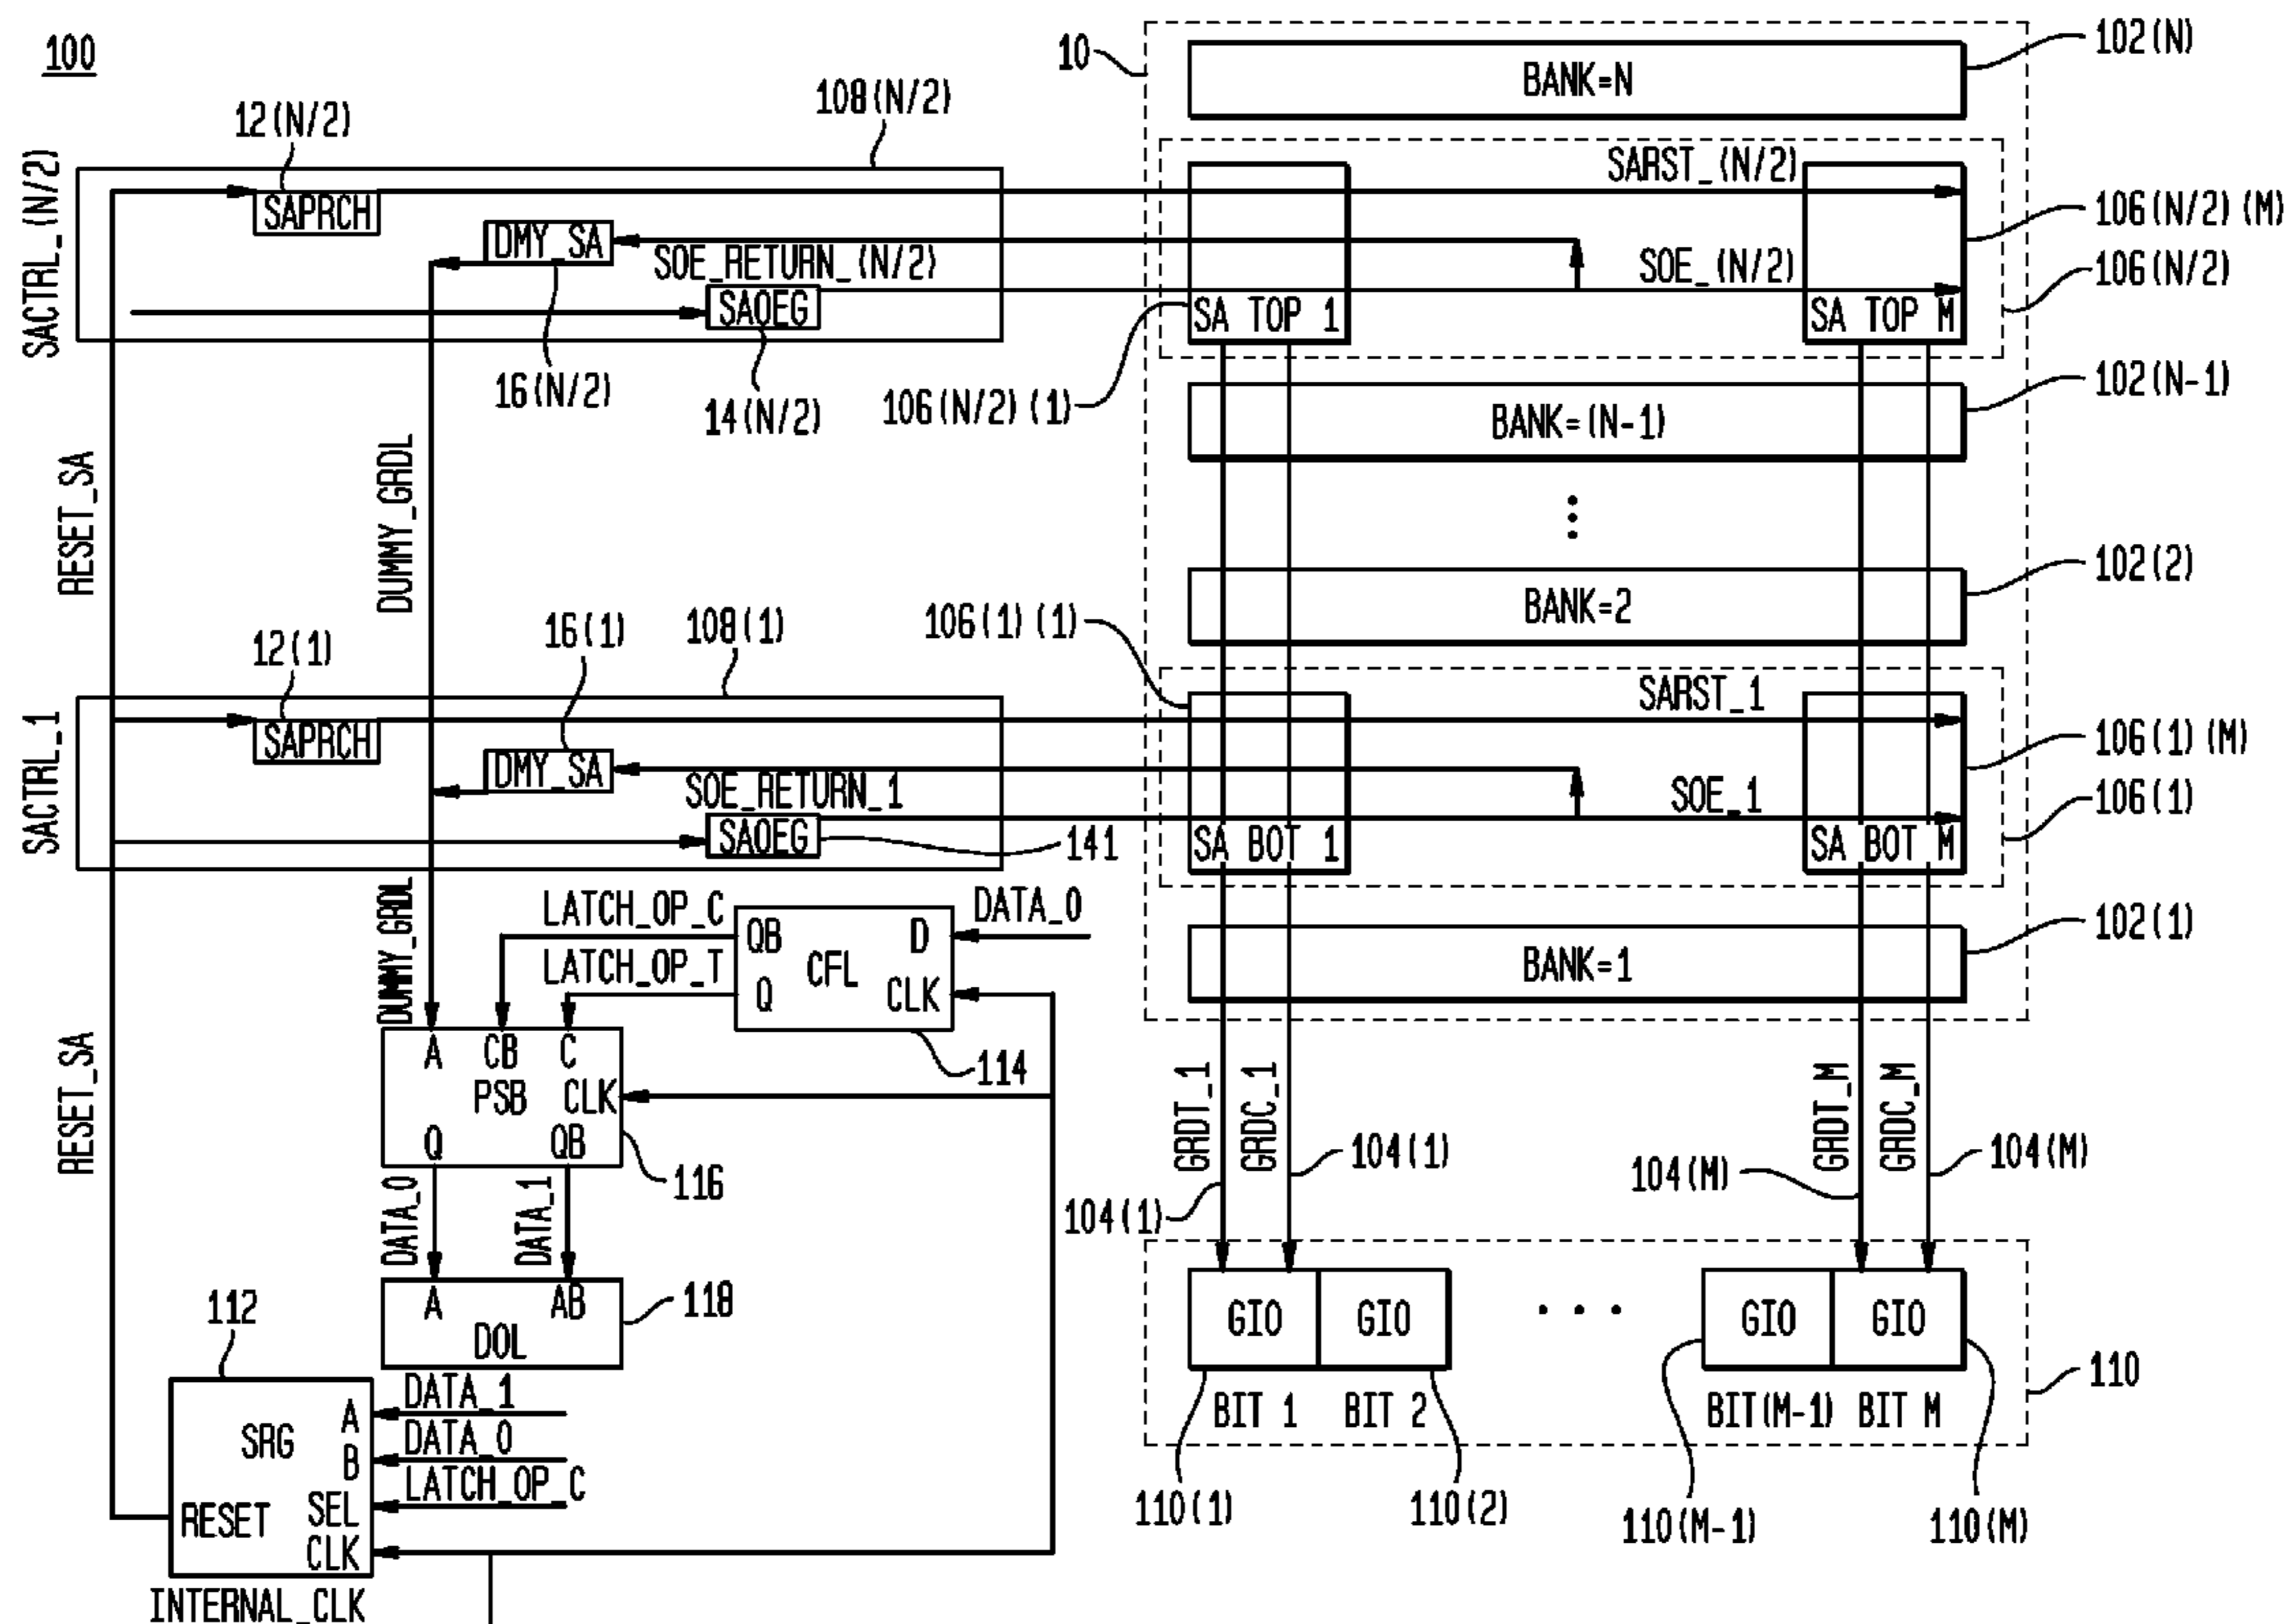 100
10
BANK=N
102(N)
108(N/2)
12(N/2)
SACTRL_(N/2)
SAPRCH
DMY_SA
SOE_RETURN_(N/2)
SAOEG
16(N/2)
14(N/2)
SARST_(N/2)
SOE_(N/2)
SA TOP 1
SA TOP M
106(N/2)(M)
106(N/2)
106(N/2)(1)
BANK=(N-1)
102(N-1)
RESET_SA
DUMMY_GRDL
BANK=2
102(2)
106(1)(1)
16(1)
108(1)
12(1)
SACTRL_1
SAPRCH
DMY_SA
SOE_RETURN_1
SAOEG
141
SARST_1
SOE_1
SA BOT 1
SA BOT M
106(1)(M)
106(1)
BANK=1
102(1)
DUMMY_GRDL
LATCH_OP_C
LATCH_OP_T
QB D
CFL
Q CLK
DATA_0
114
A CB C
PSB CLK
Q QB
116
RESET_SA
DATA_0
DATA_1
A AB
DOL
118
112
SRG
A
B
SEL
CLK
RESET
DATA_1
DATA_0
LATCH_OP_C
INTERNAL_CLK
GRDT_1
GRDC_1
104(1)
104(1)
GRDT_M
GRDC_M
104(M)
104(M)
GIO
GIO
GIO
GIO
BIT 1
BIT 2
BIT(M-1)
BIT M
110
110(1)
110(2)
110(M-1)
110(M)